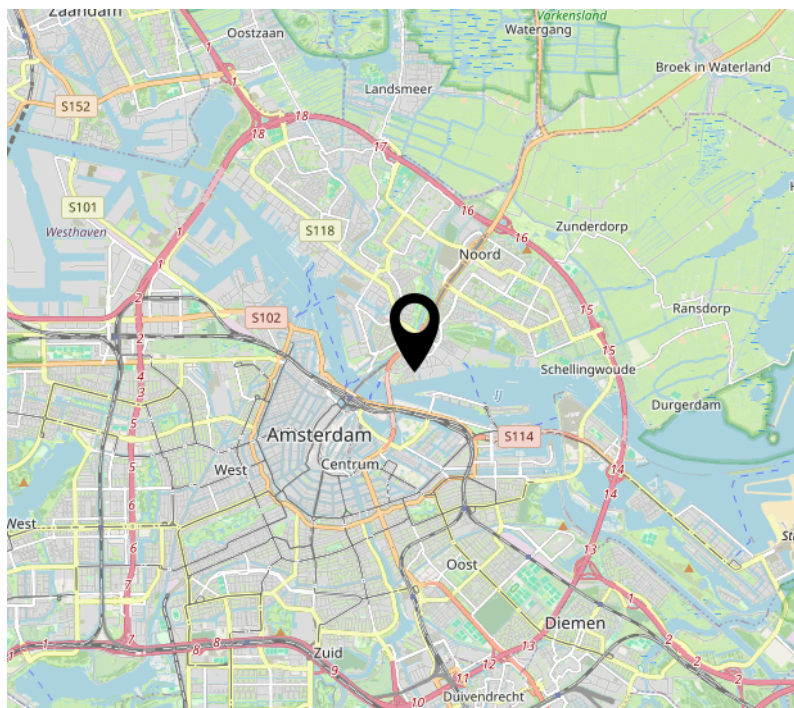 Zaandam
Varkensland
Oostzaan
Watergang
1
Broek in Waterland
1
Landsmeer
S152
18
18
17
S101
1
16
Westhaven
S118
16
Zunderdorp
Noord
1
2
15
S102
Ransdorp
2
15
4
Schellingwoude
3
IJ
Durgerdam
5
Amsterdam
S114
Centrum
West
14
5
14
6
West
6
13
Oost
7
1
Diemen
2
1
7
8
8
Zuid
12
2
2
9
11
10
Duivendrecht